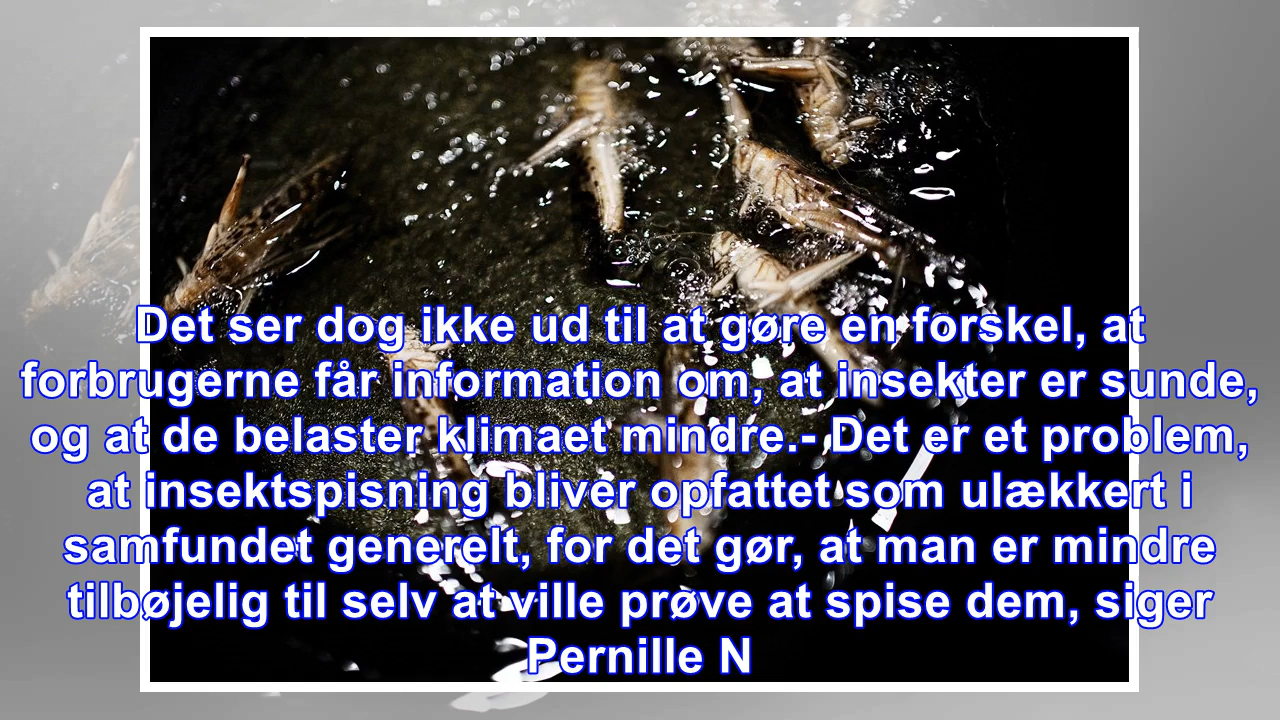 Det ser dog ikke ud til at gøre en forskel, at
forbrugerne får information om, at insekter er sunde,
og at de belaster klimaet mindre.- Det er et problem,
at insektspisning bliver opfattet som ulækkert i
samfundet generelt, for det gør, at man er mindre
tilbøjelig til selv at ville prøve at spise dem, siger
Pernille N